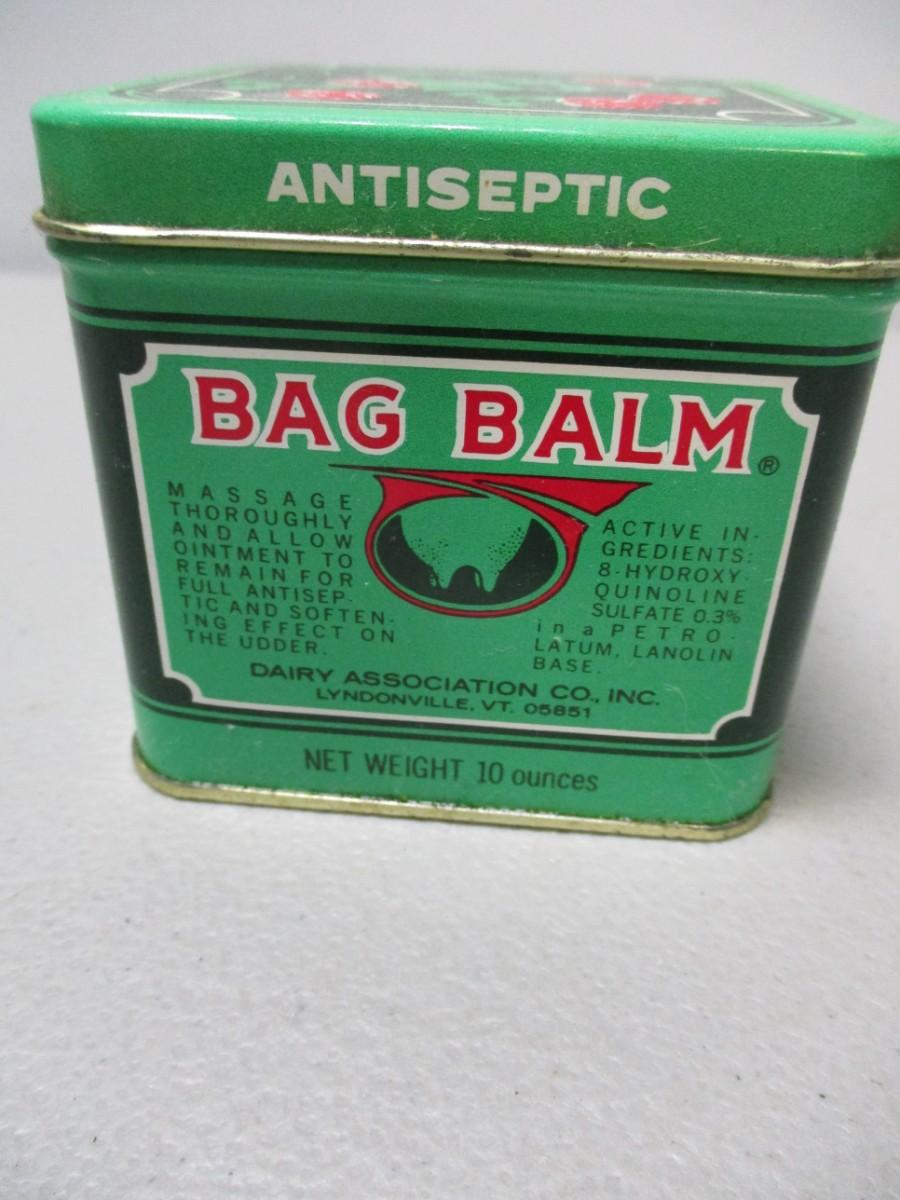 ANTISEPTIC
BAG BALM®
MASSAGE
THOROUGHLY
AND ALLOW
OINTMENT TO
REMAIN FOR
FULL ANTISEP-
TIC AND SOFTEN-
ING EFFECT ON
THE UDDER.
ACTIVE IN-
GREDIENTS:
8-HYDROXY-
QUINOLINE
SULFATE 0.3%
in a PETRO-
LATUM, LANOLIN
BASE.
DAIRY ASSOCIATION CO., INC.
LYNDONVILLE, VT. 05851
NET WEIGHT 10 ounces